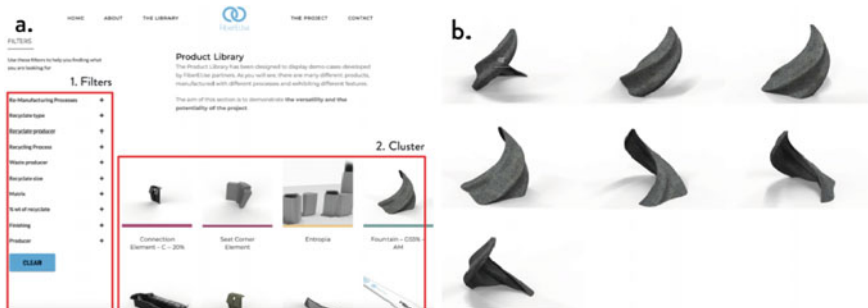 a.
HOME ABOUT THE LIBRARY THE PROJECT CONTACT
FiberEUse
FILTERS
Use these filters to help you finding what
you are looking for
1. Filters
Re-Manufacturing Processes +
Recyclate type +
Recyclate producer +
Recycling Process +
Waste producer +
Recyclate size +
Matrix +
% wt of recyclate +
Finishing +
Producer +
CLEAR
Product Library
The Product Library has been designed to display demo cases developed
by FiberEUse partners. As you will see, there are many different products,
manufactured with different processes and exhibiting different features.
The aim of this section is to demonstrate the versatility and the
potentiality of the project.
2. Cluster
Connection
Element – C – 20%
Seat Corner
Element
Entropia
Fountain –
AM
b.